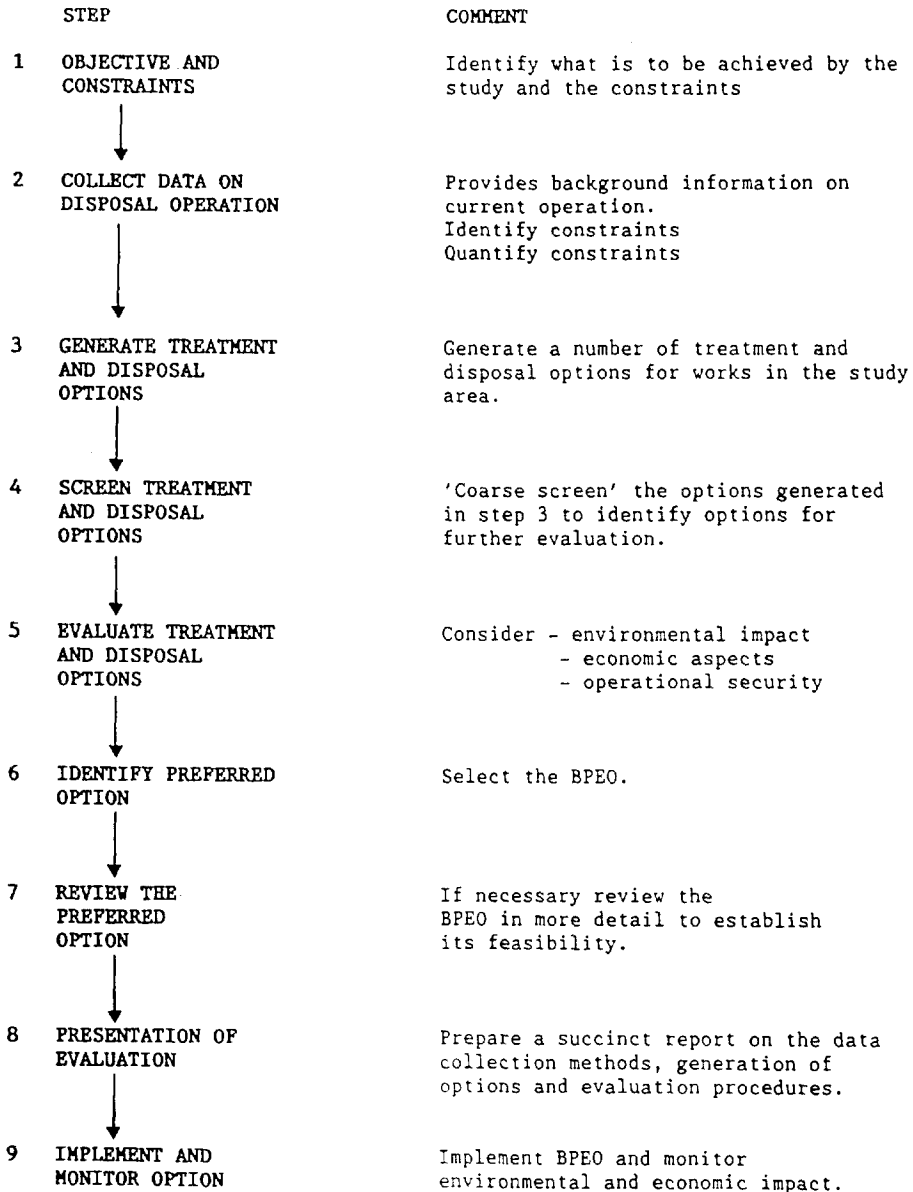 STEP COMMENT
1 OBJECTIVE AND Identify what is to be achieved by the
CONSTRAINTS study and the constraints
2 COLLECT DATA ON Provides background information on
DISPOSAL OPERATION current operation.
Identify constraints
Quantify constraints
3 GENERATE TREATMENT Generate a number of treatment and
AND DISPOSAL disposal options for works in the study
OPTIONS area.
4 SCREEN TREATMENT 'Coarse screen' the options generated
AND DISPOSAL in step 3 to identify options for
OPTIONS further evaluation.
5 EVALUATE TREATMENT Consider - environmental impact
AND DISPOSAL - economic aspects
OPTIONS - operational security
6 IDENTIFY PREFERRED Select the BPEO.
OPTION
7 REVIEW THE If necessary review the
PREFERRED BPEO in more detail to establish
OPTION its feasibility.
8 PRESENTATION OF Prepare a succinct report on the data
EVALUATION collection methods, generation of
options and evaluation procedures.
9 IMPLEMENT AND Implement BPEO and monitor
MONITOR OPTION environmental and economic impact.